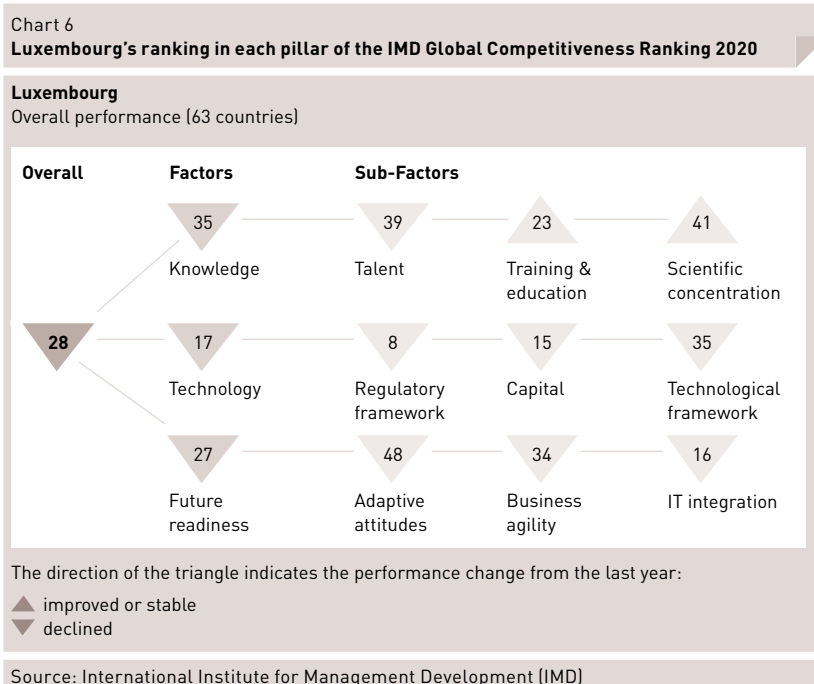 Chart 6
Luxembourg’s ranking in each pillar of the IMD Global Competitiveness Ranking 2020
Luxembourg
Overall performance (63 countries)
Overall Factors Sub-Factors
35 39 23 41
Knowledge Talent Training & Scientific
education concentration
28 17 8 15 35
Technology Regulatory Capital Technological
framework framework
27 48 34 16
Future Adaptive Business IT integration
readiness attitudes agility
The direction of the triangle indicates the performance change from the last year:
improved or stable
declined
Source: International Institute for Management Development (IMD)